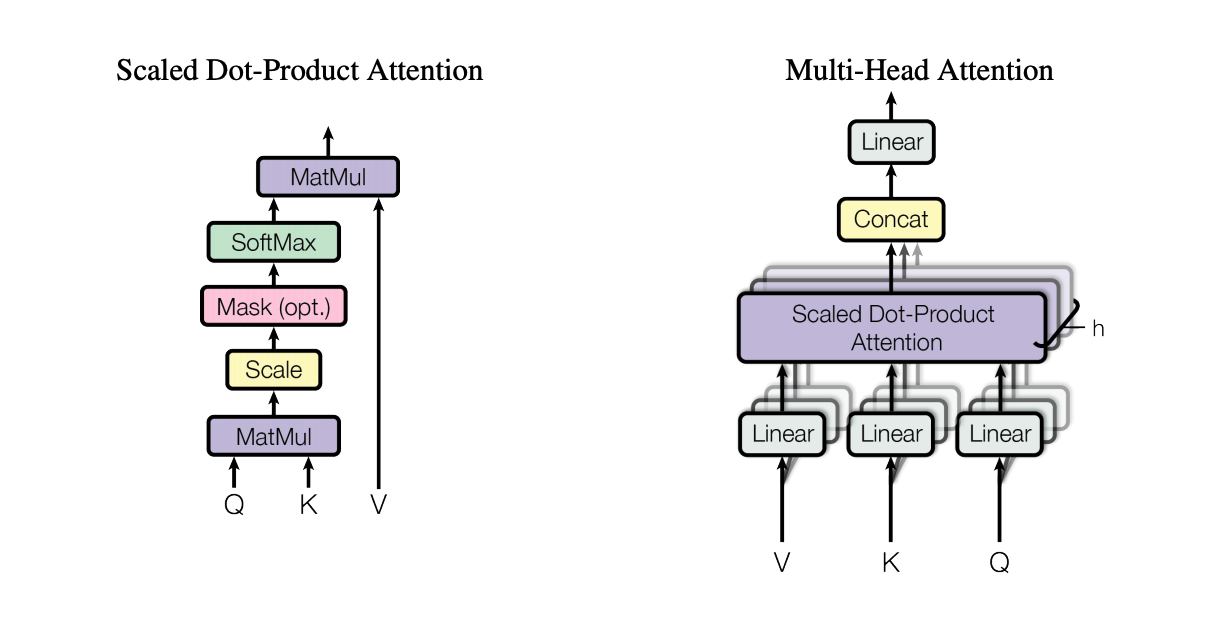 Scaled Dot-Product Attention
MatMul
SoftMax
Mask (opt.)
Scale
MatMul
Q K V
Multi-Head Attention
Linear
Concat
Scaled Dot-Product
Attention
h
Linear Linear Linear
V K Q